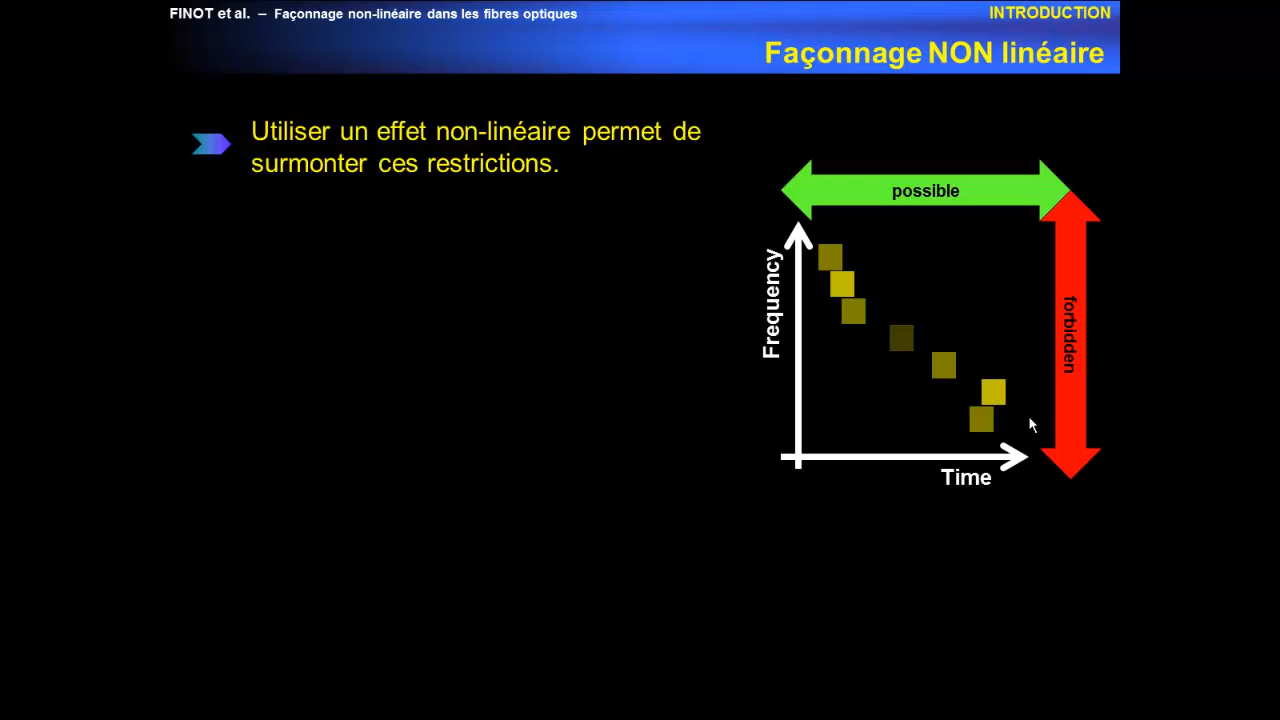 FINOT et al. – Façonnage non-linéaire dans les fibres optiques
INTRODUCTION
Façonnage NON linéaire
Utiliser un effet non-linéaire permet de
surmonter ces restrictions.
possible
forbidden
Frequency
Time